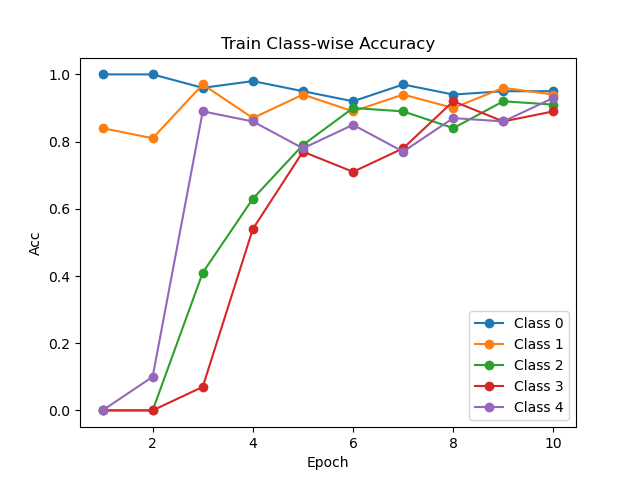 Train Class-wise Accuracy
1.0
0.8
0.6
0.4
0.2
0.0
Acc
2
4
6
8
10
Epoch
Class 0
Class 1
Class 2
Class 3
Class 4